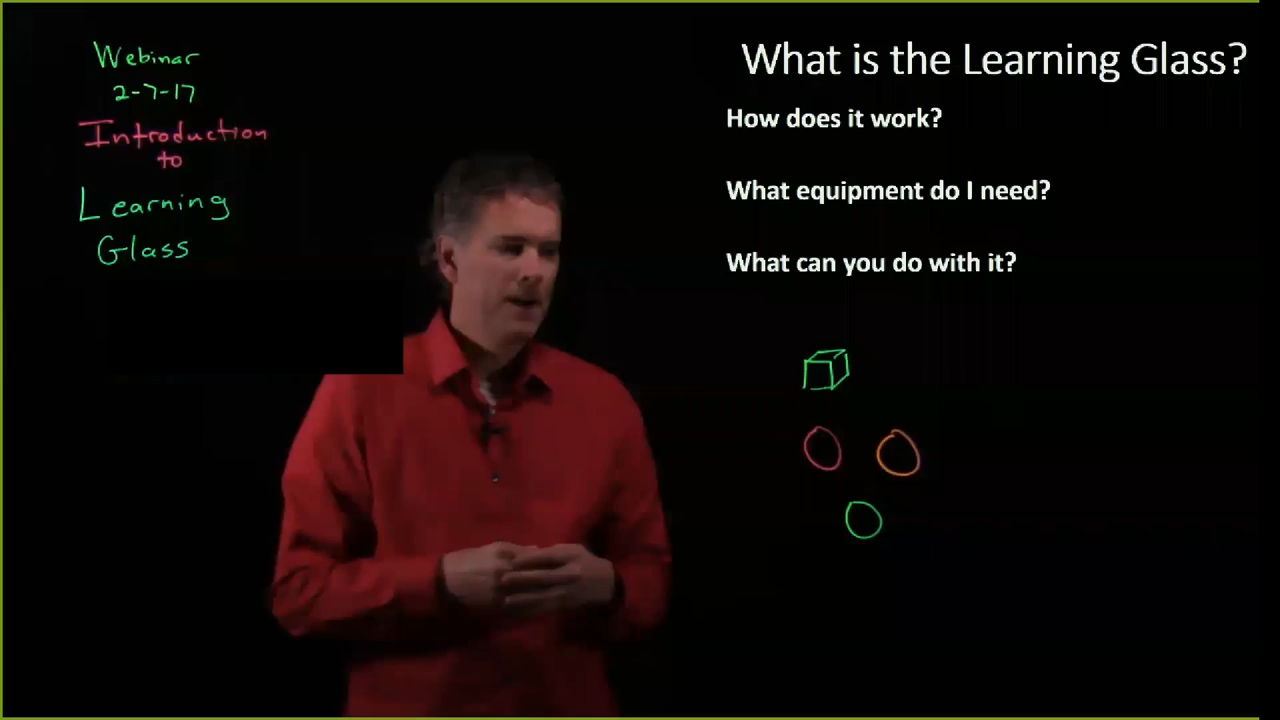 Webinar
2-7-17
Introduction
to
Learning
Glass
What is the Learning Glass?
How does it work?
What equipment do I need?
What can you do with it?